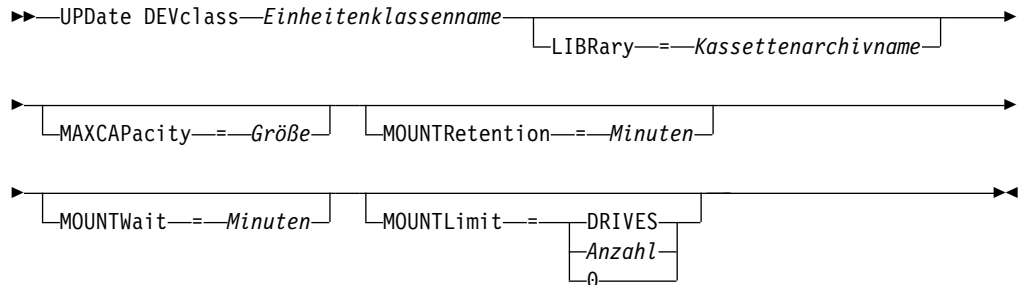 UPDate DEVclass Einheitenklassenname
LIBRary = Kassettenarchivname
MAXCAPacity = Größe MOUNTRetention = Minuten
MOUNTWait = Minuten MOUNTLimit = DRIVES
Anzahl
0